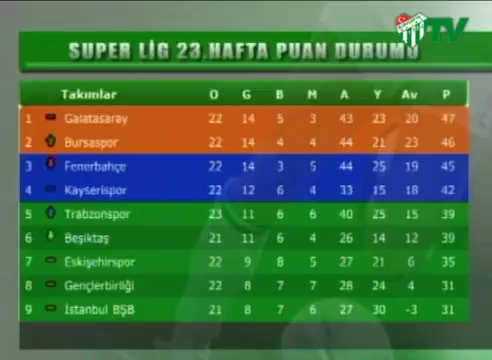 TV
SUPER LİG 23.HAFTA PUAN DURUMU
Takımlar O G B M A Y Av P
1 Galatasaray 22 14 5 3 43 23 20 47
2 Bursaspor 22 14 4 4 44 21 23 46
3 Fenerbahçe 22 14 3 5 44 25 19 45
4 Kayserispor 22 12 6 4 33 15 18 42
5 Trabzonspor 23 11 6 6 40 25 15 39
6 Beşiktaş 21 11 6 4 26 14 12 39
7 Eskişehirspor 22 9 8 5 27 21 6 35
8 Gençlerbirliği 22 8 7 7 28 24 4 31
9 İstanbul BŞB 21 8 7 6 27 30 -3 31